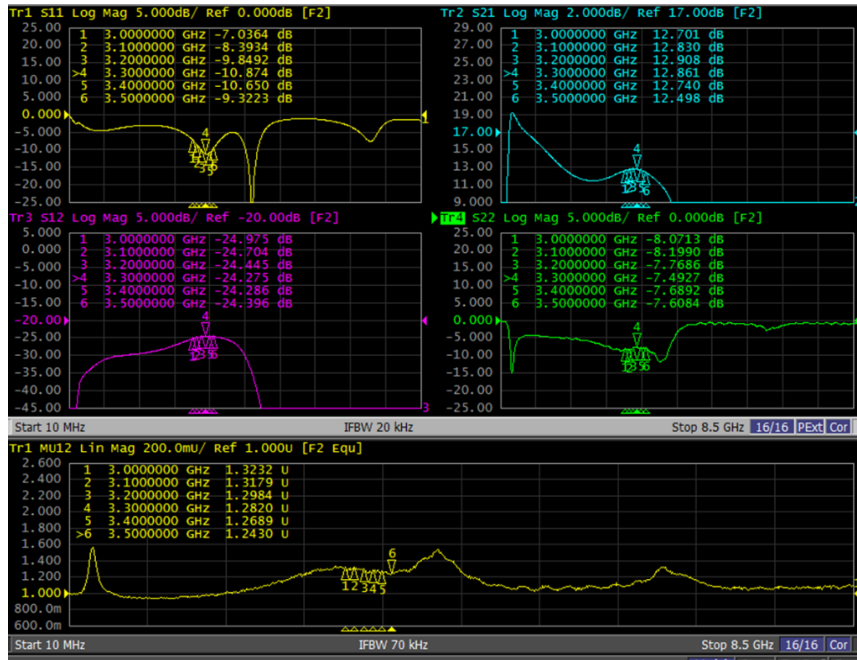 Tr1 S11 Log Mag 5.000dB/ Ref 0.000dB [F2]
25.00
20.00
15.00
10.00
5.000
0.000
-5.000
-10.00
-15.00
-20.00
-25.00
1 3.0000000 GHz -7.0364 dB
2 3.1000000 GHz -8.3934 dB
3 3.2000000 GHz -9.8492 dB
>4 3.3000000 GHz -10.874 dB
5 3.4000000 GHz -10.650 dB
6 3.5000000 GHz -9.3223 dB
4
1
Tr2 S21 Log Mag 2.000dB/ Ref 17.00dB [F2]
29.00
27.00
25.00
23.00
21.00
19.00
17.00
15.00
13.00
11.00
9.000
1 3.0000000 GHz 12.701 dB
2 3.1000000 GHz 12.830 dB
3 3.2000000 GHz 12.908 dB
>4 3.3000000 GHz 12.861 dB
5 3.4000000 GHz 12.740 dB
6 3.5000000 GHz 12.498 dB
4
12356
Tr3 S12 Log Mag 5.000dB/ Ref -20.00dB [F2]
5.000
0.000
-5.000
-10.00
-15.00
-20.00
-25.00
-30.00
-35.00
-40.00
-45.00
1 3.0000000 GHz -24.975 dB
2 3.1000000 GHz -24.704 dB
3 3.2000000 GHz -24.445 dB
>4 3.3000000 GHz -24.275 dB
5 3.4000000 GHz -24.286 dB
6 3.5000000 GHz -24.396 dB
4
12356
3
Tr4 S22 Log Mag 5.000dB/ Ref 0.000dB [F2]
25.00
20.00
15.00
10.00
5.000
0.000
-5.000
-10.00
-15.00
-20.00
-25.00
1 3.0000000 GHz -8.0713 dB
2 3.1000000 GHz -8.1990 dB
3 3.2000000 GHz -7.7686 dB
>4 3.3000000 GHz -7.4927 dB
5 3.4000000 GHz -7.6892 dB
6 3.5000000 GHz -7.6084 dB
4
12356
Start 10 MHz IFBW 20 kHz Stop 8.5 GHz 16/16 PExt Cor
Tr1 MU12 Lin Mag 200.0mU/ Ref 1.000U [F2 Equ]
2.600
2.400
2.200
2.000
1.800
1.600
1.400
1.200
1.000
800.0m
600.0m
1 3.0000000 GHz 1.3232 U
2 3.1000000 GHz 1.3179 U
3 3.2000000 GHz 1.2984 U
4 3.3000000 GHz 1.2820 U
5 3.4000000 GHz 1.2689 U
>6 3.5000000 GHz 1.2430 U
6
1 2 3 4 5
Start 10 MHz IFBW 70 kHz Stop 8.5 GHz 16/16 Cor